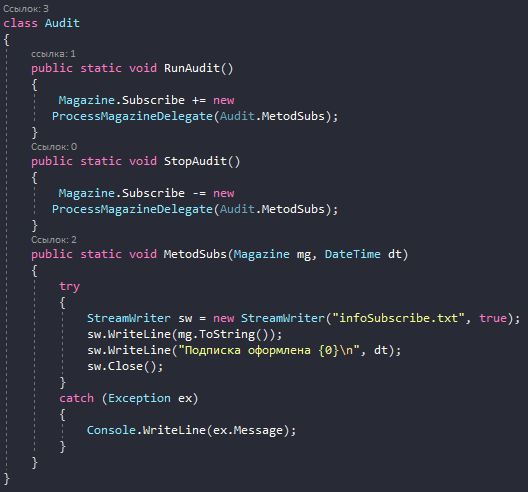 Ссылок: 3
class Audit
{
ссылка: 1
public static void RunAudit()
{
Magazine.Subscribe += new
ProcessMagazineDelegate(Audit.MetodSubs);
}
Ссылок: 0
public static void StopAudit()
{
Magazine.Subscribe -= new
ProcessMagazineDelegate(Audit.MetodSubs);
}
Ссылок: 2
public static void MetodSubs(Magazine mg, DateTime dt)
{
try
{
StreamWriter sw = new StreamWriter("infoSubscribe.txt", true);
sw.WriteLine(mg.ToString());
sw.WriteLine("Подписка оформлена {0}\n", dt);
sw.Close();
}
catch (Exception ex)
{
Console.WriteLine(ex.Message);
}
}
}